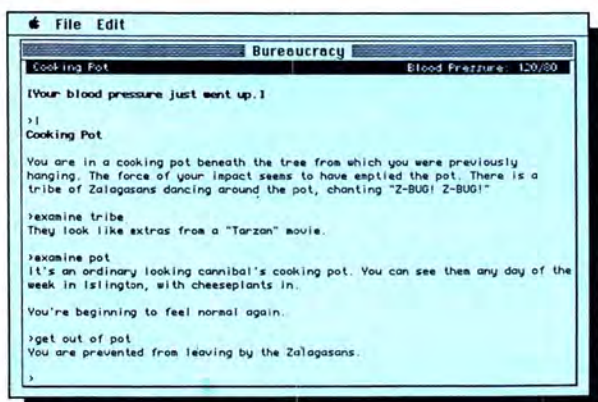 File Edit
Bureaucracy
Cooking Pot Blood Pressure: 120/80
[Your blood pressure just went up.]
>l
Cooking Pot
You are in a cooking pot beneath the tree from which you were previously
hanging. The force of your impact seems to have emptied the pot. There is a
tribe of Zalagasans dancing around the pot, chanting "Z-BUG! Z-BUG!"
>examine tribe
They look like extras from a "Tarzan" movie.
>examine pot
It's an ordinary looking cannibal's cooking pot. You can see them any day of the
week in Islington, with cheeseplants in.
You're beginning to feel normal again.
>get out of pot
You are prevented from leaving by the Zalagasans.
>